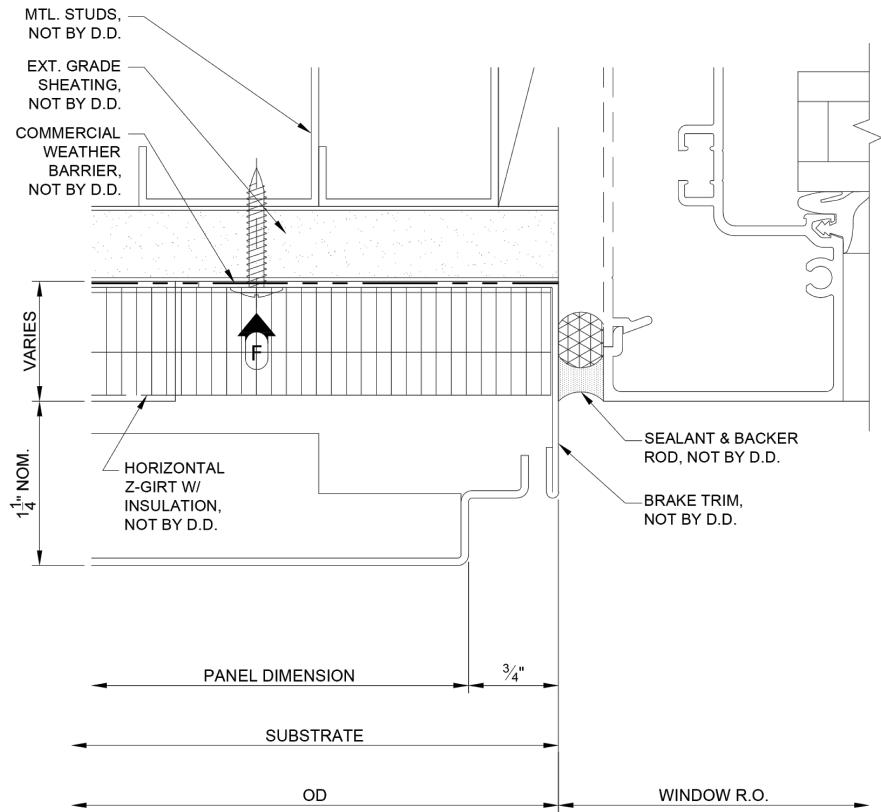 MTL. STUDS,
NOT BY D.D.
EXT. GRADE
SHEATING,
NOT BY D.D.
COMMERCIAL
WEATHER
BARRIER,
NOT BY D.D.
VARIES
F
1 1/4" NOM.
HORIZONTAL
Z-GIRT W/
INSULATION,
NOT BY D.D.
SEALANT & BACKER
ROD, NOT BY D.D.
BRAKE TRIM,
NOT BY D.D.
PANEL DIMENSION
3/4"
SUBSTRATE
OD
WINDOW R.O.